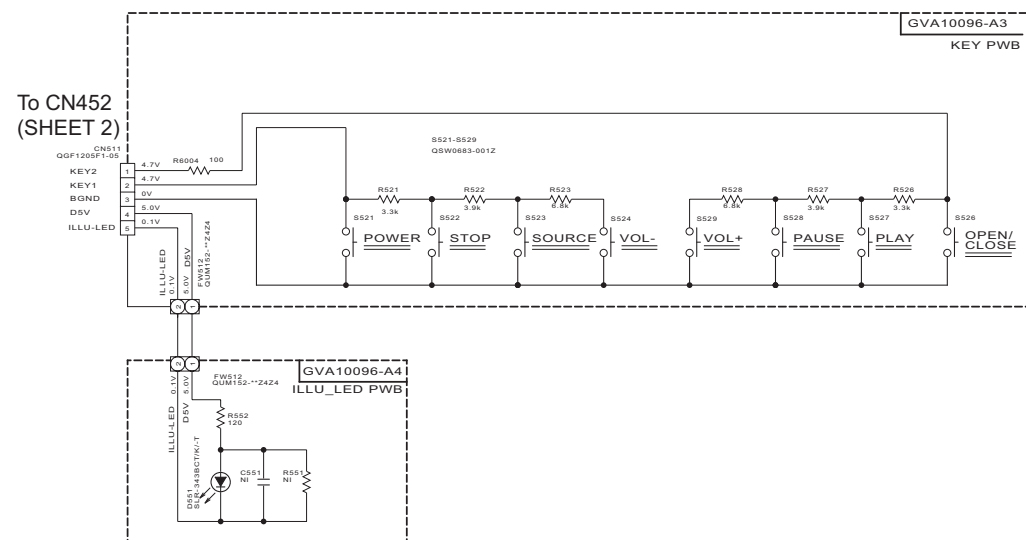 GVA10096-A3
KEY PWB
To CN452
(SHEET 2)
CN511
QGF1205F1-05
S521-S529
QSW0683-001Z
KEY2 1 4.7V R6004 100
KEY1 2 4.7V
BGND 3 0V
D5V 4 5.0V
ILLU-LED 5 0.1V
R521 R522 R523 R528 R527 R526
3.3k 3.9k 6.8k 6.8k 3.9k 3.3k
S521 S522 S523 S524 S529 S528 S527 S526
POWER STOP SOURCE VOL- VOL+ PAUSE PLAY OPEN/
CLOSE
ILLU-LED
0.1V
5.0V
D5V
FW512
QUM152-**Z4Z4
2 1
2 1
GVA10096-A4
ILLU_LED PWB
FW512
QUM152-**Z4Z4
0.1V
5.0V
ILLU-LED
D5V
R552
120
D551
SLR-343BCT/K/-T
C551
NI
R551
NI